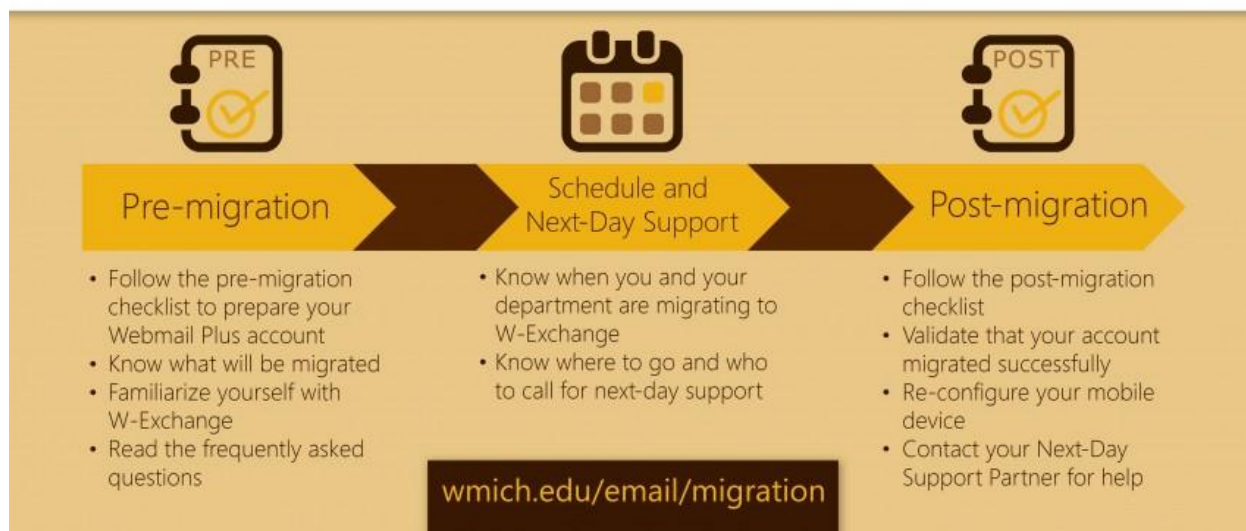 PRE
POST
Pre-migration
Schedule and
Next-Day Support
Post-migration
• Follow the pre-migration
checklist to prepare your
Webmail Plus account
• Know what will be migrated
• Familiarize yourself with
W-Exchange
• Read the frequently asked
questions
• Know when you and your
department are migrating to
W-Exchange
• Know where to go and who
to call for next-day support
• Follow the post-migration
checklist
• Validate that your account
migrated successfully
• Re-configure your mobile
device
• Contact your Next-Day
Support Partner for help
wmich.edu/email/migration